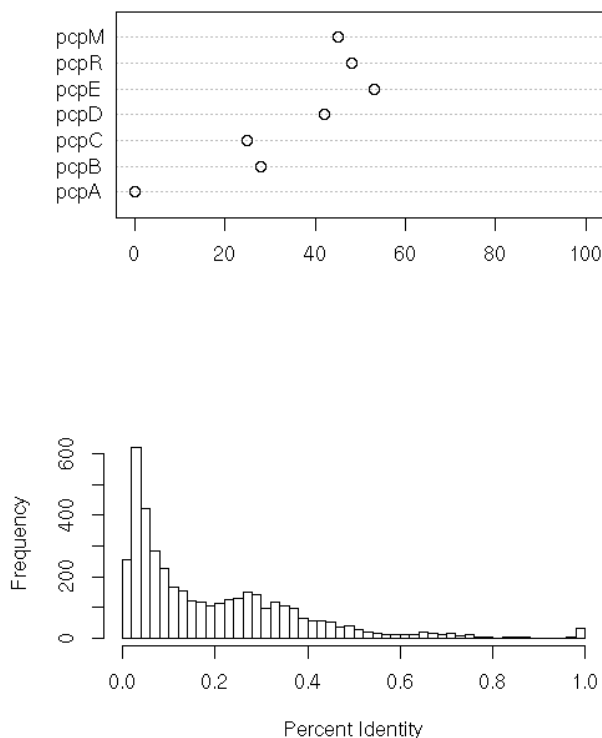 pcpM
pcpR
pcpE
pcpD
pcpC
pcpB
pcpA
0 20 40 60 80 100
600
400
200
0
Frequency
0.0 0.2 0.4 0.6 0.8 1.0
Percent Identity